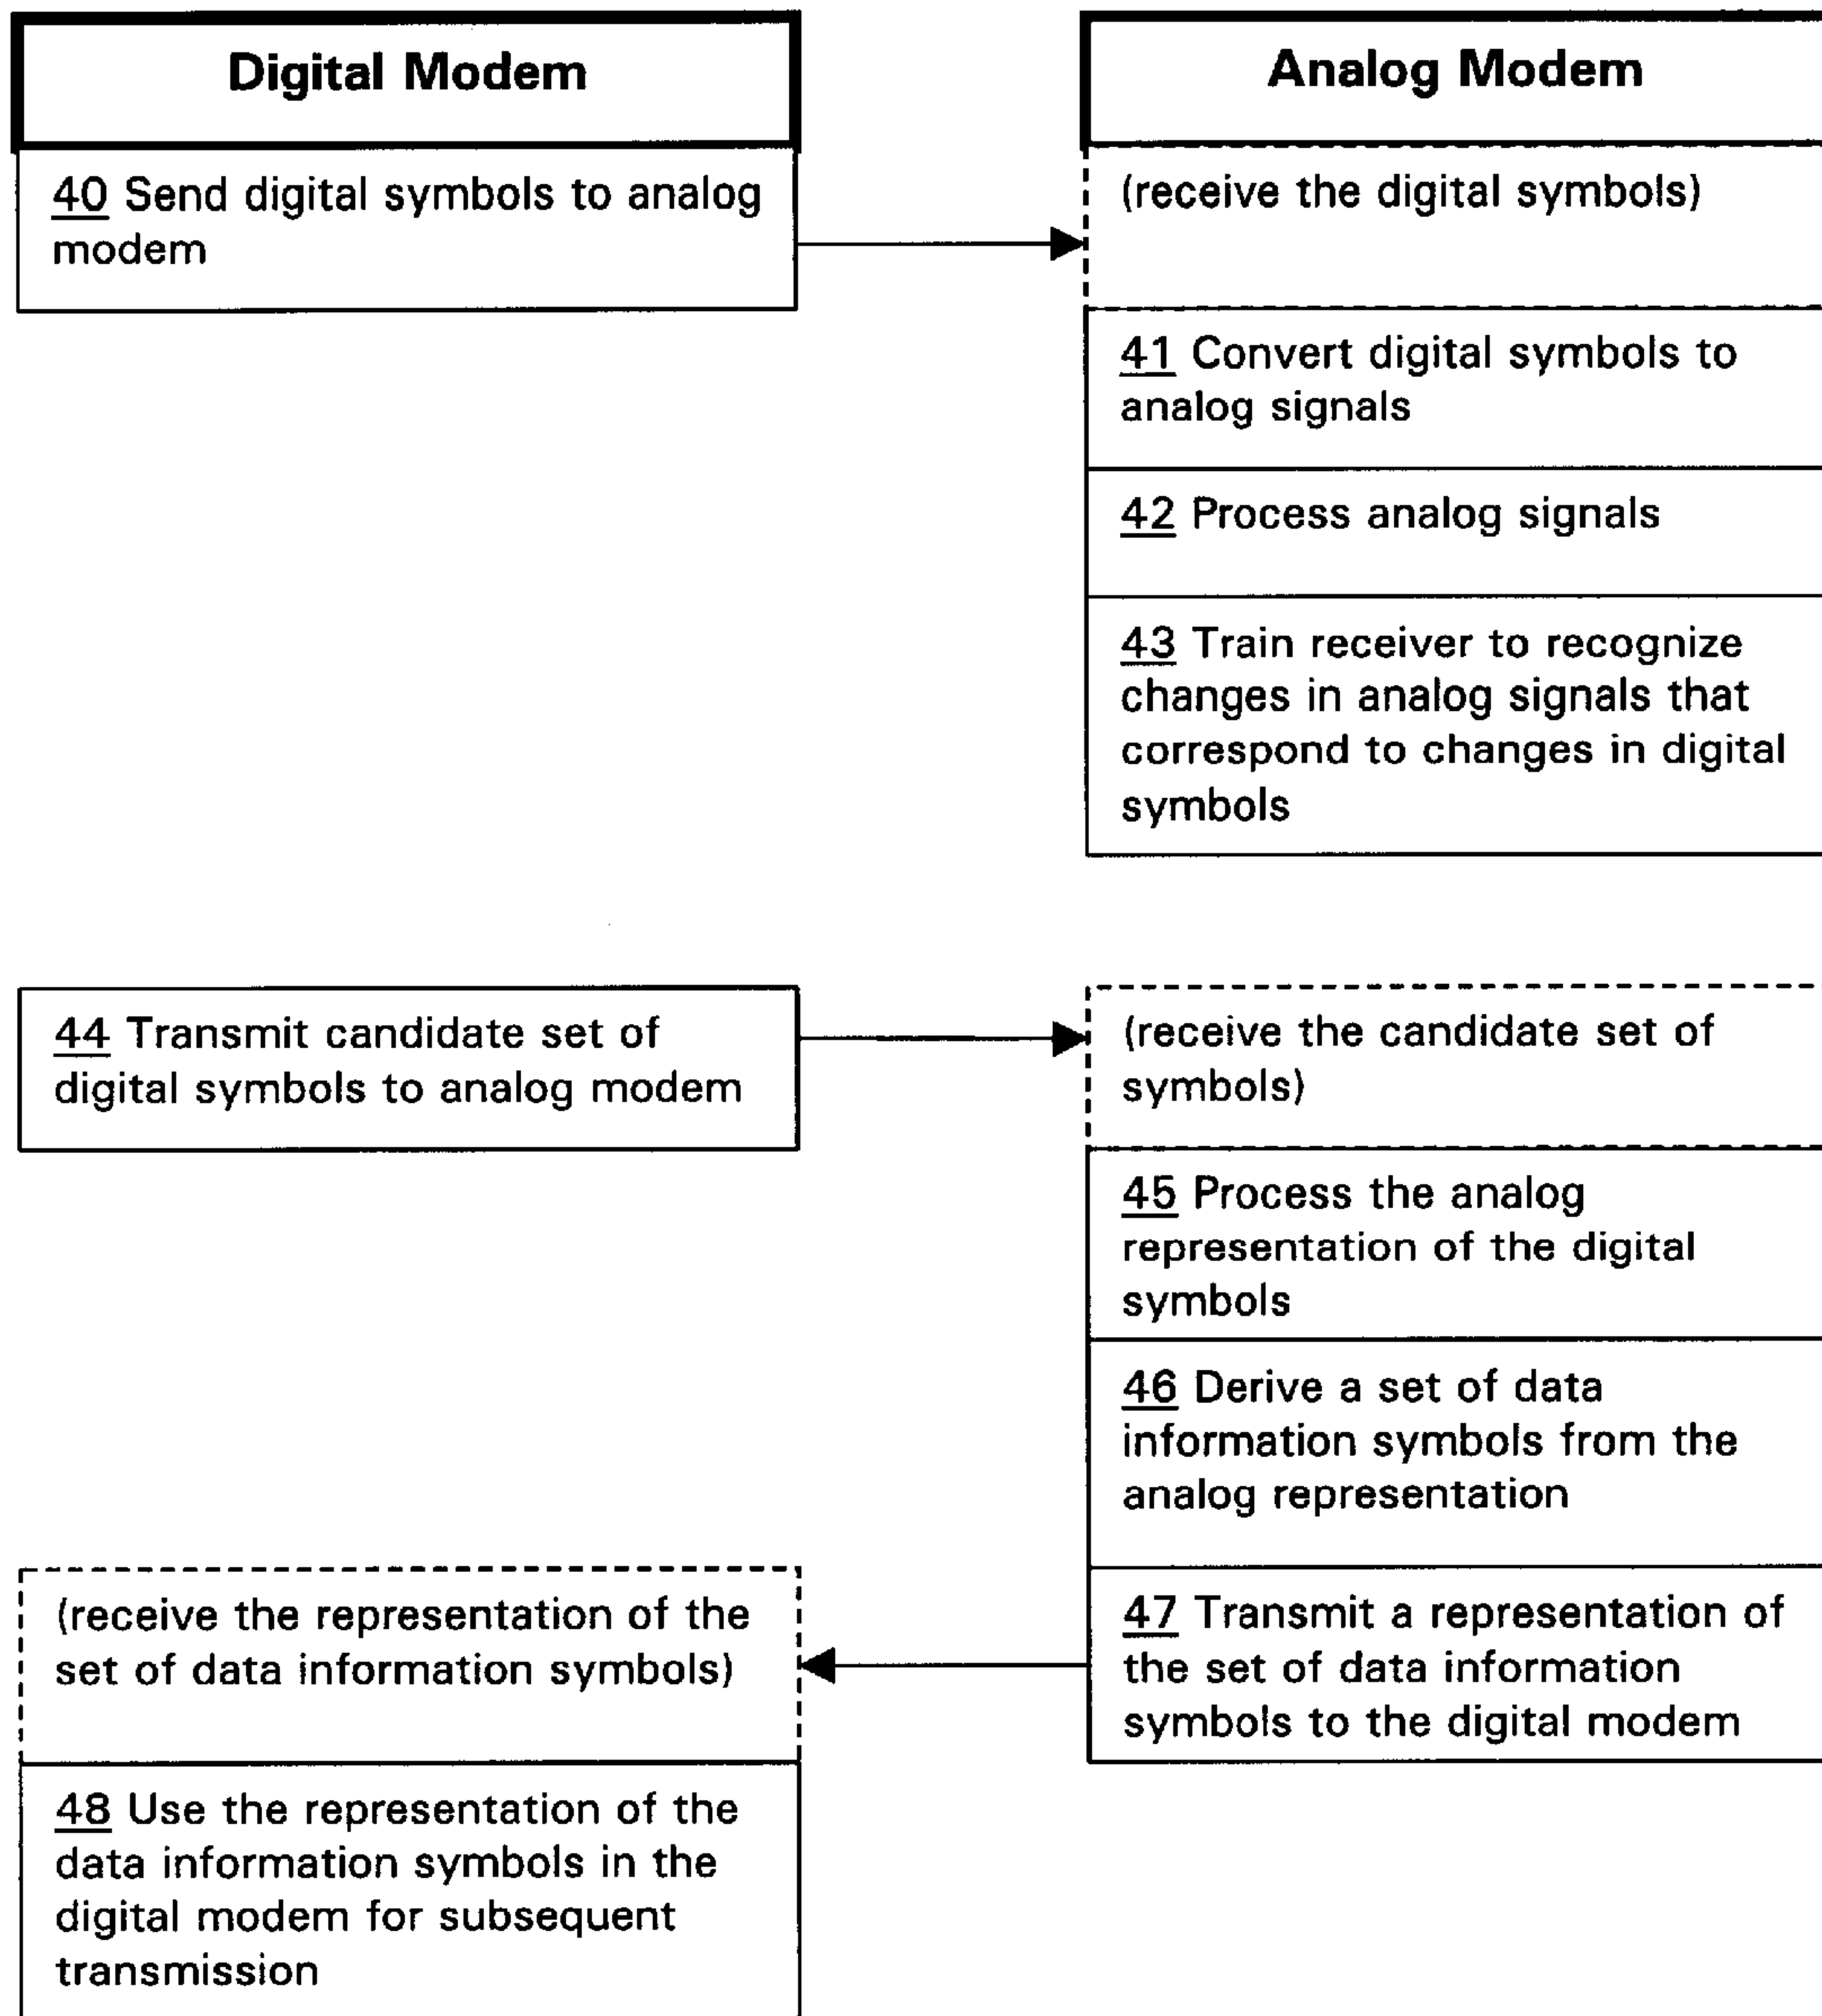 Digital Modem
Analog Modem
40 Send digital symbols to analog
modem
(receive the digital symbols)
41 Convert digital symbols to
analog signals
42 Process analog signals
43 Train receiver to recognize
changes in analog signals that
correspond to changes in digital
symbols
44 Transmit candidate set of
digital symbols to analog modem
(receive the candidate set of
symbols)
45 Process the analog
representation of the digital
symbols
46 Derive a set of data
information symbols from the
analog representation
47 Transmit a representation of
the set of data information
symbols to the digital modem
(receive the representation of the
set of data information symbols)
48 Use the representation of the
data information symbols in the
digital modem for subsequent
transmission